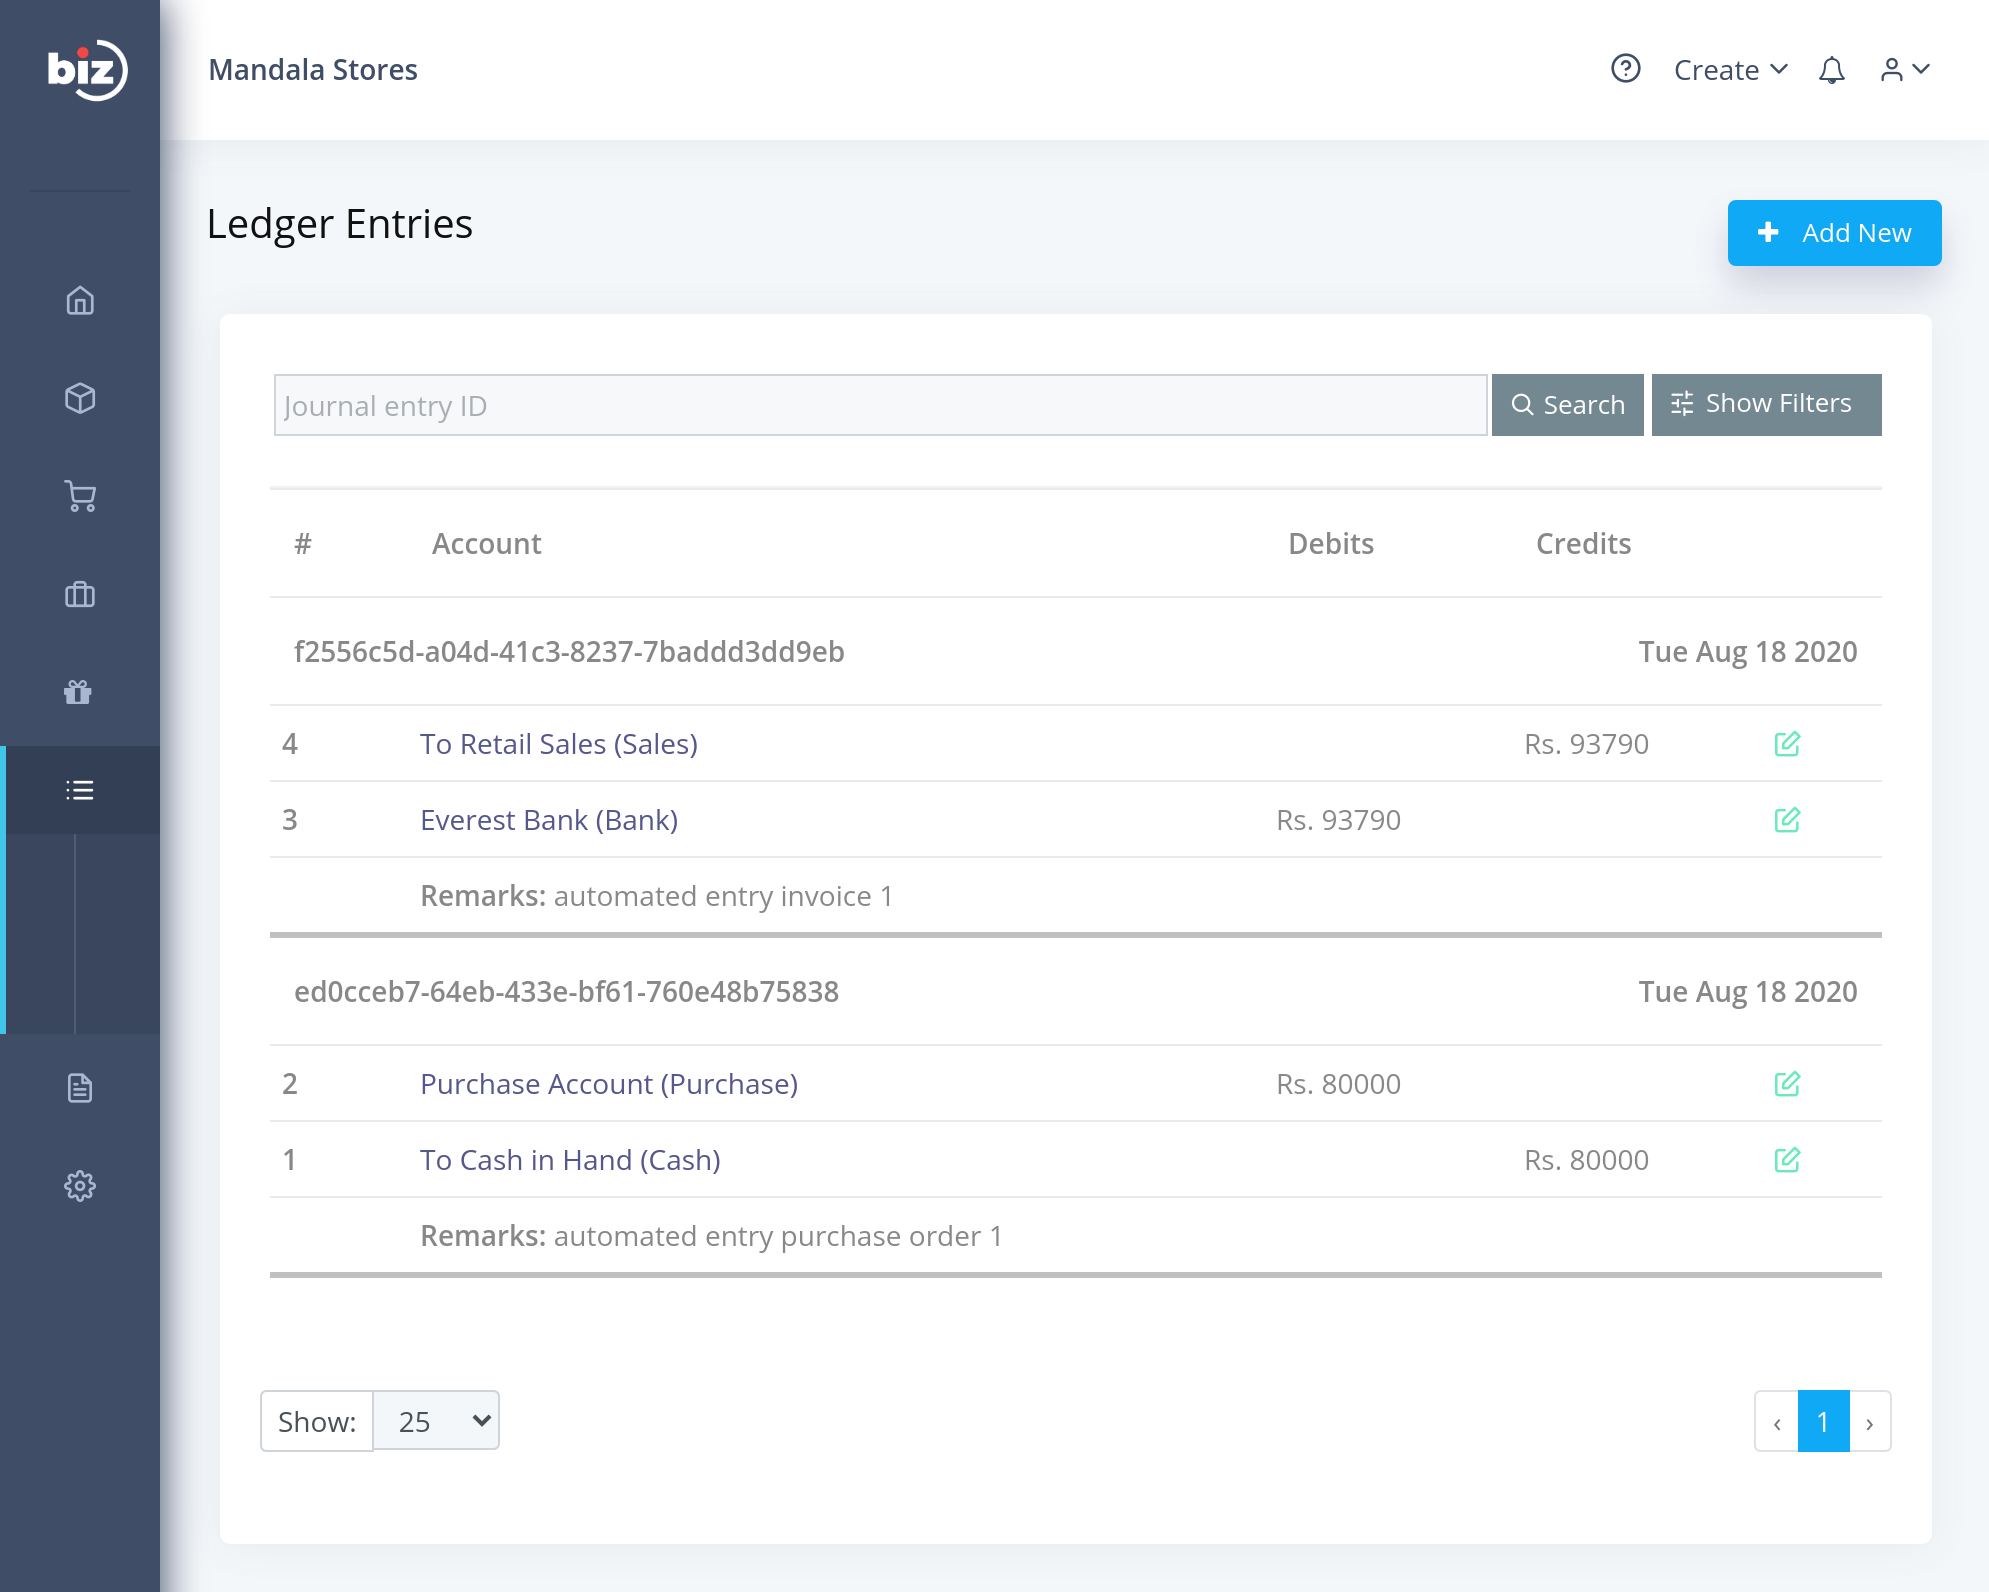 biz
Mandala Stores
Create
Ledger Entries
Add New
Journal entry ID
Search
Show Filters
# Account Debits Credits
f2556c5d-a04d-41c3-8237-7baddd3dd9eb Tue Aug 18 2020
4 To Retail Sales (Sales) Rs. 93790
3 Everest Bank (Bank) Rs. 93790
Remarks: automated entry invoice 1
ed0cceb7-64eb-433e-bf61-760e48b75838 Tue Aug 18 2020
2 Purchase Account (Purchase) Rs. 80000
1 To Cash in Hand (Cash) Rs. 80000
Remarks: automated entry purchase order 1
Show: 25
‹ 1 ›